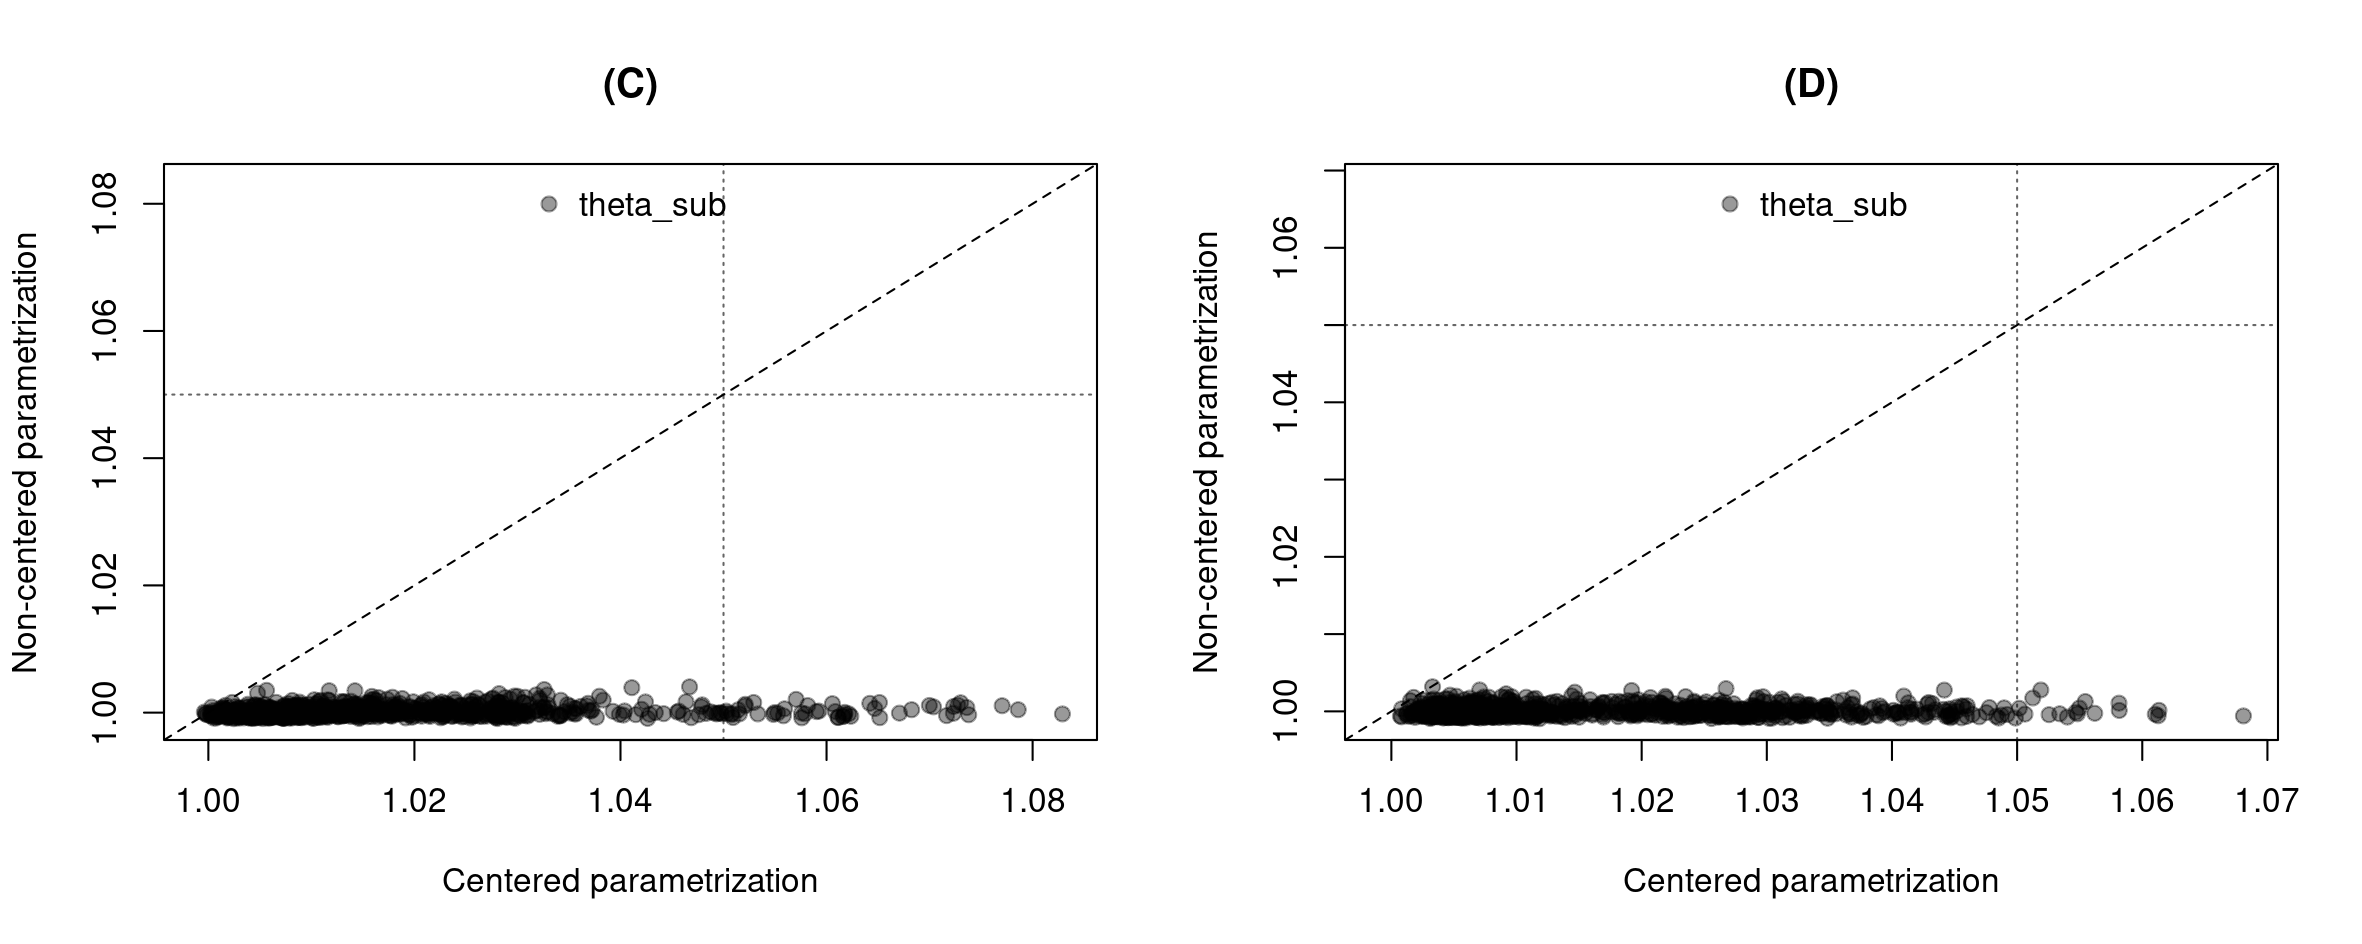 (C)
theta_sub
Non-centered parametrization
1.00 1.02 1.04 1.06 1.08
1.00 1.02 1.04 1.06 1.08
Centered parametrization
(D)
theta_sub
Non-centered parametrization
1.00 1.02 1.04 1.06
1.00 1.01 1.02 1.03 1.04 1.05 1.06 1.07
Centered parametrization